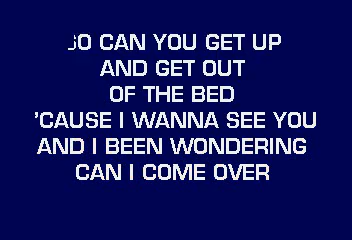 SO CAN YOU GET UP
AND GET OUT
OF THE BED
'CAUSE I WANNA SEE YOU
AND I BEEN WONDERING
CAN I COME OVER